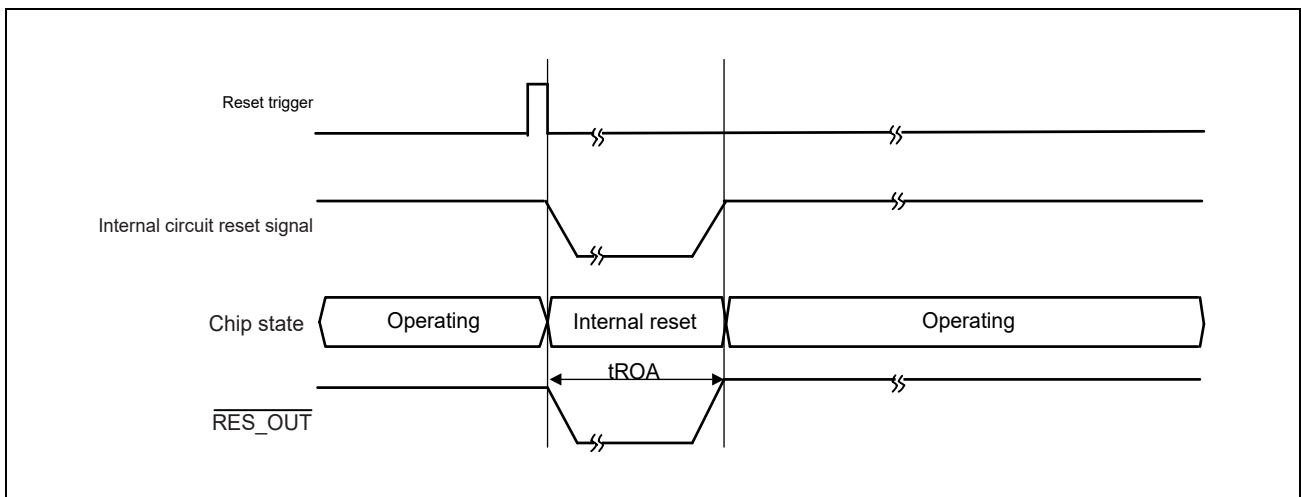 Reset trigger
Internal circuit reset signal
Chip state
Operating
Internal reset
Operating
tROA
RES_OUT